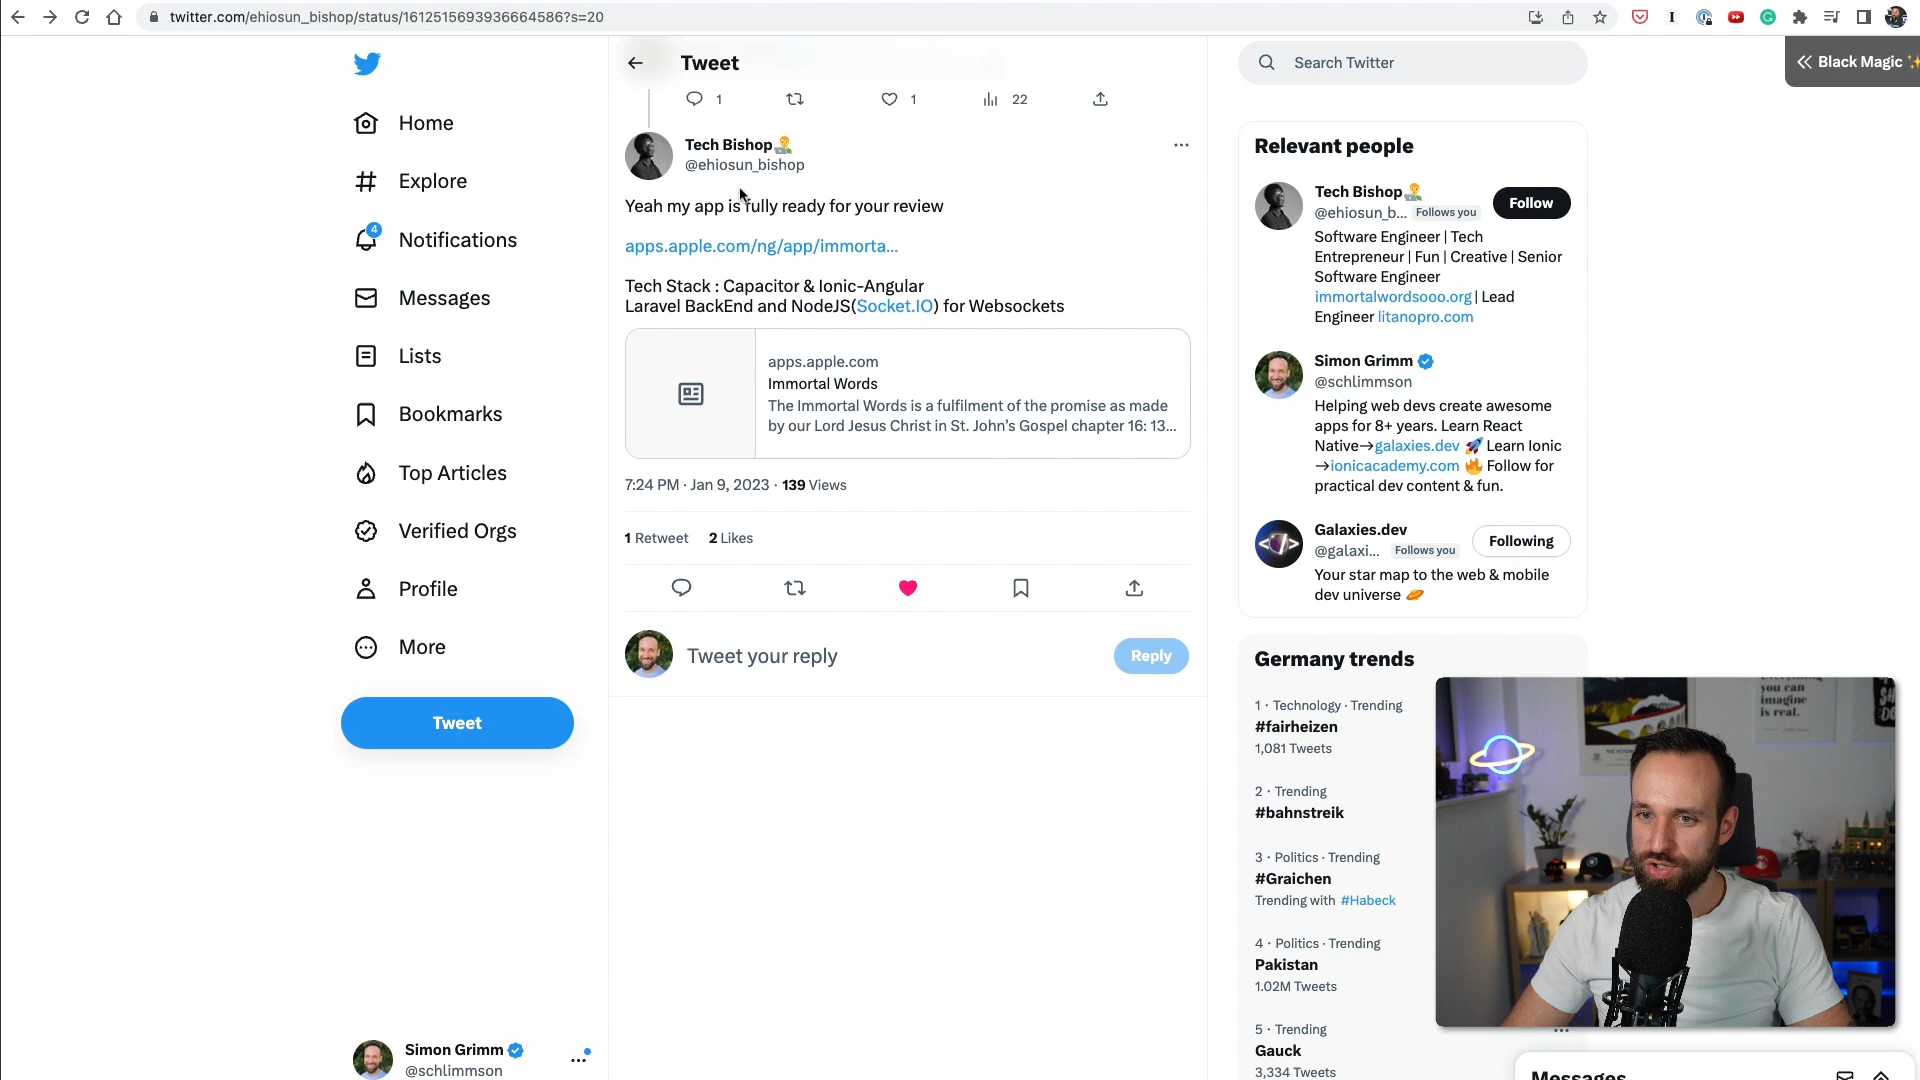 twitter.com/ehiosun_bishop/status/1612515693936664586?s=20
Tweet
Search Twitter
Black Magic
1
1
22
Home
Explore
4
Notifications
Messages
Lists
Bookmarks
Top Articles
Verified Orgs
Profile
More
Tweet
Simon Grimm
@schlimmson
Tech Bishop
@ehiosun_bishop
Yeah my app is fully ready for your review
apps.apple.com/ng/app/immorta...
Tech Stack : Capacitor & Ionic-Angular
Laravel BackEnd and NodeJS(Socket.IO) for Websockets
apps.apple.com
Immortal Words
The Immortal Words is a fulfilment of the promise as made
by our Lord Jesus Christ in St. John's Gospel chapter 16: 13...
7:24 PM · Jan 9, 2023 · 139 Views
1 Retweet 2 Likes
Tweet your reply
Reply
Relevant people
Tech Bishop
@ehiosun_b... Follows you
Follow
Software Engineer | Tech
Entrepreneur | Fun | Creative | Senior
Software Engineer
immortalwordsooo.org | Lead
Engineer litanopro.com
Simon Grimm
@schlimmson
Helping web devs create awesome
apps for 8+ years. Learn React
Native→galaxies.dev 🚀 Learn Ionic
→ionicacademy.com 🔥 Follow for
practical dev content & fun.
Galaxies.dev
@galaxi... Follows you
Following
Your star map to the web & mobile
dev universe 🪐
Germany trends
1 · Technology · Trending
#fairheizen
1,081 Tweets
2 · Trending
#bahnstreik
3 · Politics · Trending
#Graichen
Trending with #Habeck
4 · Politics · Trending
Pakistan
1.02M Tweets
5 · Trending
Gauck
3,334 Tweets
you can
imagine
is real.
Messages